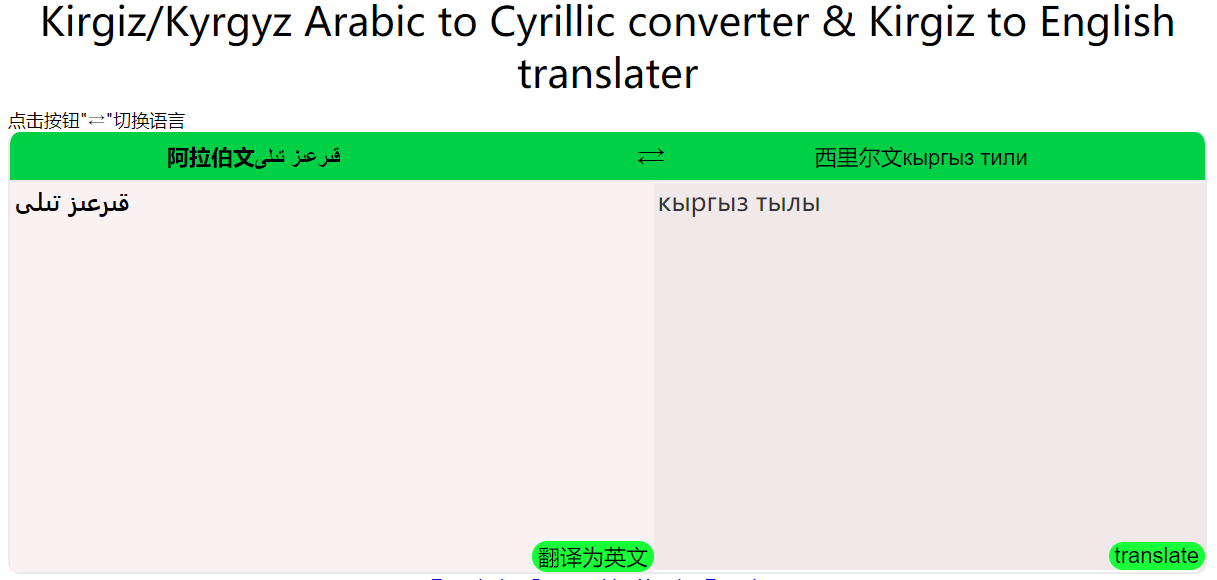 Kirgiz/Kyrgyz Arabic to Cyrillic converter & Kirgiz to English
translater
点击按钮"⇄"切换语言
阿拉伯文قىرعىز تىلى ⇄ 西里尔文кыргыз тили
قىرعىز تىلى
кыргыз тылы
翻译为英文
translate